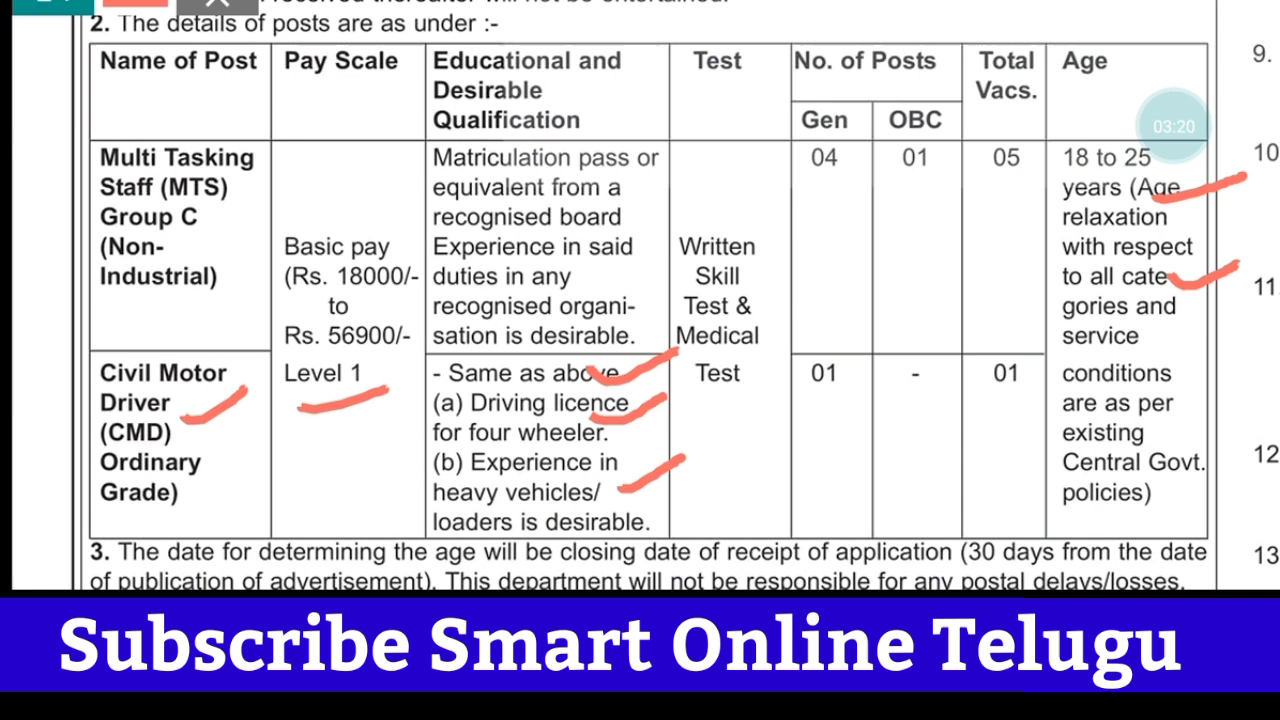 received thereafter will not be entertained.
2. The details of posts are as under :-
Name of Post
Pay Scale
Educational and
Desirable
Qualification
Test
No. of Posts
Gen
OBC
Total
Vacs.
Age
03:20
Multi Tasking
Staff (MTS)
Group C
(Non-
Industrial)
Basic pay
(Rs. 18000/-
to
Rs. 56900/-
Matriculation pass or
equivalent from a
recognised board
Experience in said
duties in any
recognised organi-
sation is desirable.
Written
Skill
Test &
Medical
04
01
05
18 to 25
years (Age
relaxation
with respect
to all cate
gories and
service
Civil Motor
Driver
(CMD)
Ordinary
Grade)
Level 1
- Same as above
(a) Driving licence
for four wheeler.
(b) Experience in
heavy vehicles/
loaders is desirable.
Test
01
-
01
conditions
are as per
existing
Central Govt.
policies)
3. The date for determining the age will be closing date of receipt of application (30 days from the date
of publication of advertisement). This department will not be responsible for any postal delays/losses.
9.
10
11
12
13
Subscribe Smart Online Telugu